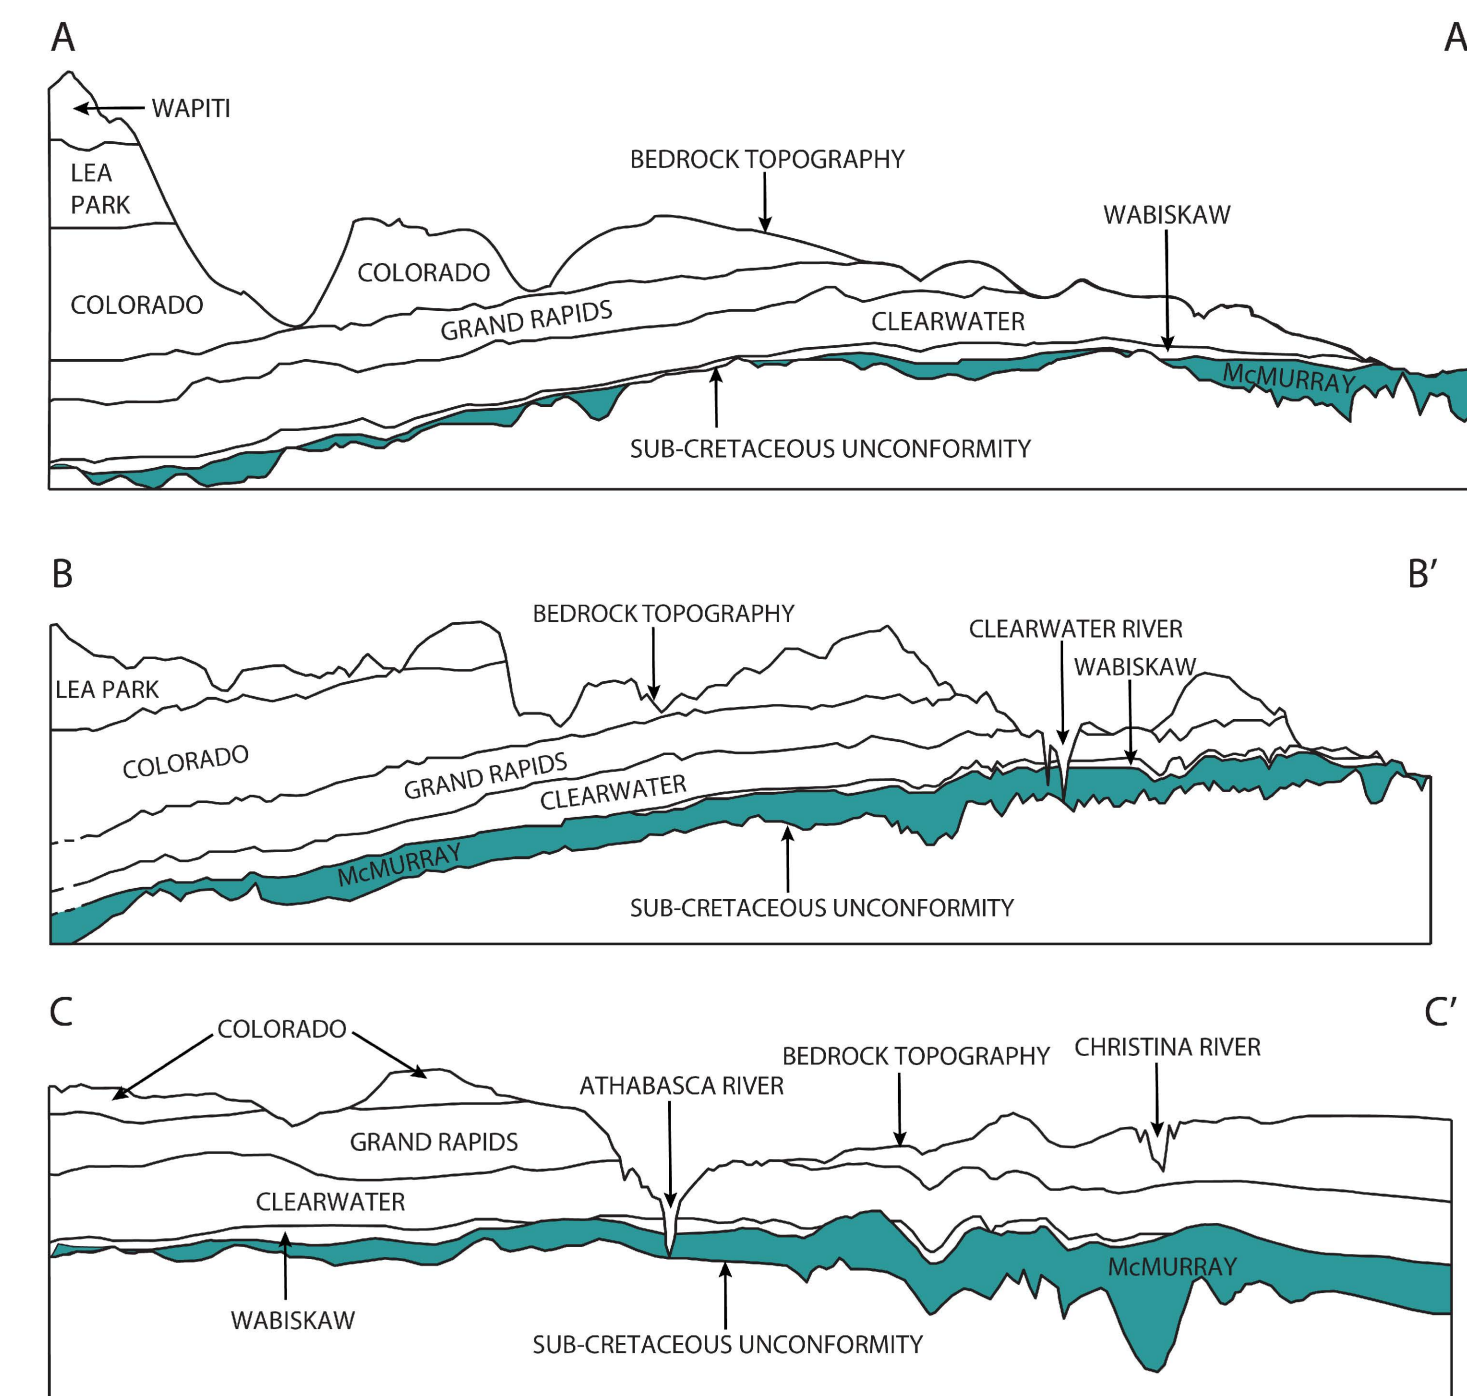 A
A
WAPITI
BEDROCK TOPOGRAPHY
LEA
PARK
WABISKAW
COLORADO
COLORADO
GRAND RAPIDS
CLEARWATER
McMURRAY
SUB-CRETACEOUS UNCONFORMITY
B
B′
BEDROCK TOPOGRAPHY
CLEARWATER RIVER
WABISKAW
LEA PARK
COLORADO
GRAND RAPIDS
CLEARWATER
McMURRAY
SUB-CRETACEOUS UNCONFORMITY
C
C′
COLORADO
CHRISTINA RIVER
BEDROCK TOPOGRAPHY
ATHABASCA RIVER
GRAND RAPIDS
CLEARWATER
McMURRAY
WABISKAW
SUB-CRETACEOUS UNCONFORMITY